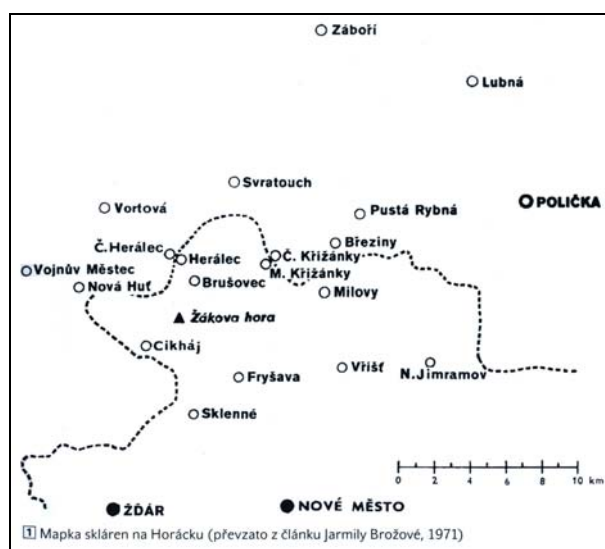 Záboří
Lubná
Svratouch
Vortová
Pustá Rybná
POLIČKA
Březiny
Č. Herálec
Herálec
Č. Křižánky
M. Křižánky
Vojnův Městec
Nová Huť
Brušovec
Milovy
Žákova hora
Cikháj
Fryšava
Vříšť
N. Jimramov
Sklenné
0 2 4 6 8 10 km
ŽĎÁR
NOVÉ MĚSTO
1 Mapka skláren na Horácku (převzato z článku Jarmily Brožové, 1971)